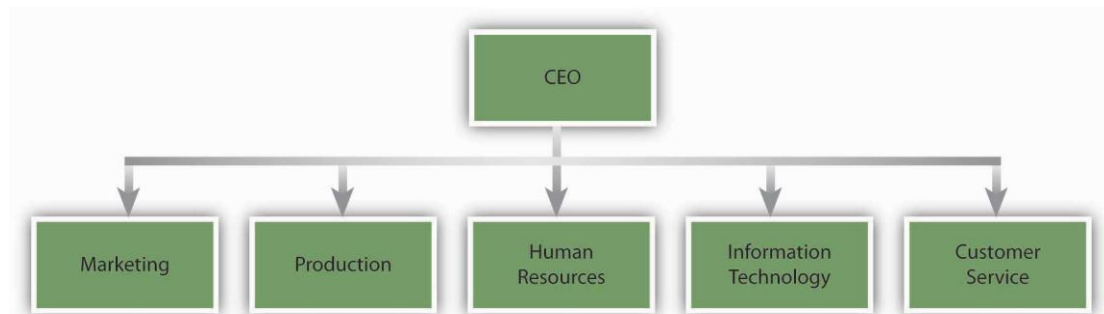 CEO
Marketing
Production
Human
Resources
Information
Technology
Customer
Service